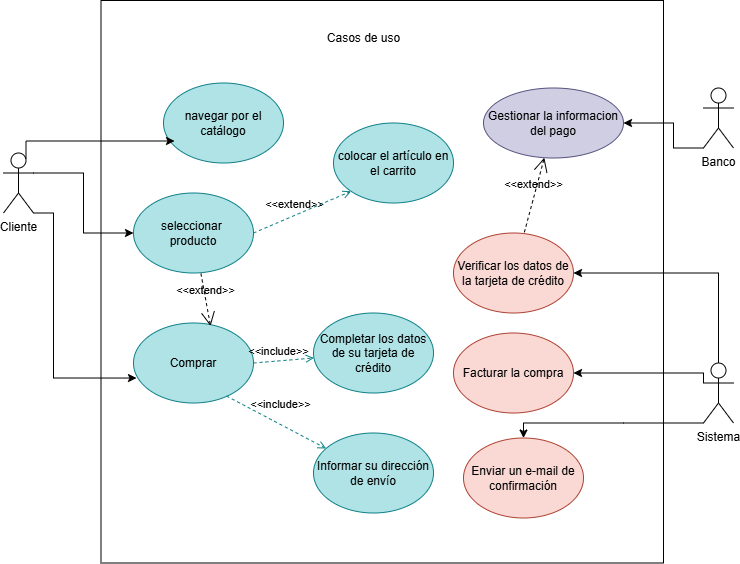 Casos de uso
navegar por el
catálogo
Gestionar la informacion
del pago
Banco
colocar el artículo en
el carrito
<<extend>>
Cliente
<<extend>>
seleccionar
producto
Verificar los datos de
la tarjeta de crédito
<<extend>>
Comprar
<<include>>
Completar los datos
de su tarjeta de
crédito
Facturar la compra
<<include>>
Sistema
Informar su dirección
de envío
Enviar un e-mail de
confirmación